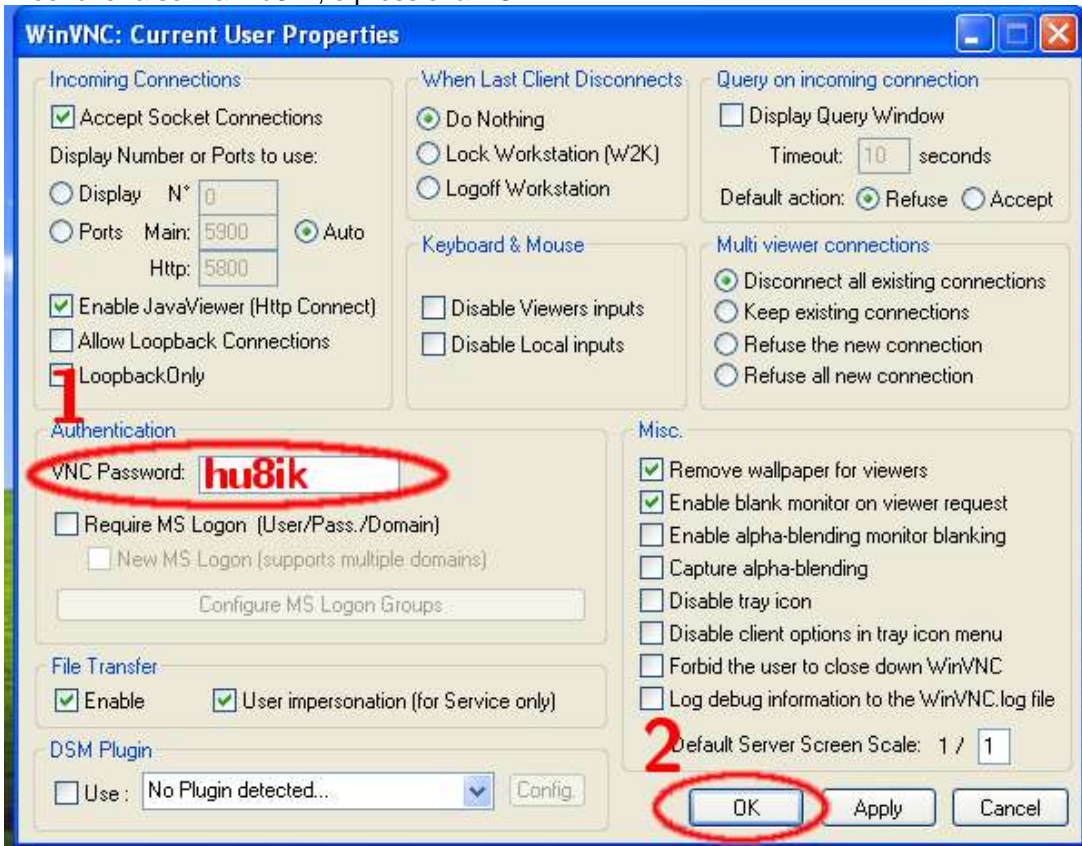 WinVNC: Current User Properties
Incoming Connections
Accept Socket Connections
Display Number or Ports to use:
Display N° 0
Ports Main: 5900 Auto
Http: 5800
Enable JavaViewer (Http Connect)
Allow Loopback Connections
LoopbackOnly
When Last Client Disconnects
Do Nothing
Lock Workstation (W2K)
Logoff Workstation
Keyboard & Mouse
Disable Viewers inputs
Disable Local inputs
Query on incoming connection
Display Query Window
Timeout: 10 seconds
Default action: Refuse Accept
Multi viewer connections
Disconnect all existing connections
Keep existing connections
Refuse the new connection
Refuse all new connection
1
Authentication
VNC Password: hu8ik
Require MS Logon (User/Pass./Domain)
New MS Logon (supports multiple domains)
Configure MS Logon Groups
File Transfer
Enable User impersonation (for Service only)
DSM Plugin
Use : No Plugin detected... Config.
Misc.
Remove wallpaper for viewers
Enable blank monitor on viewer request
Enable alpha-blending monitor blanking
Capture alpha-blending
Disable tray icon
Disable client options in tray icon menu
Forbid the user to close down WinVNC
Log debug information to the WinVNC.log file
Default Server Screen Scale: 1 / 1
2
OK Apply Cancel